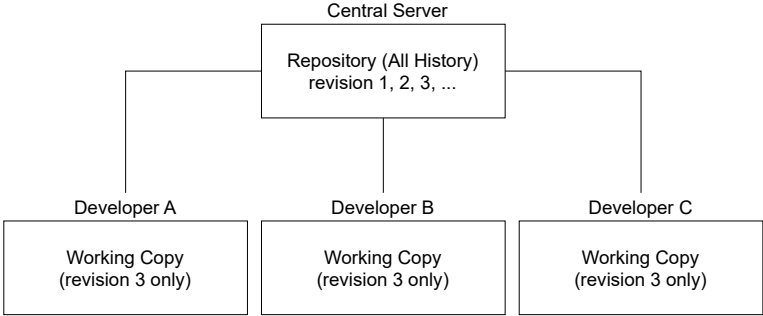 Central Server
Repository (All History)
revision 1, 2, 3, ...
Developer A
Developer B
Developer C
Working Copy
(revision 3 only)
Working Copy
(revision 3 only)
Working Copy
(revision 3 only)